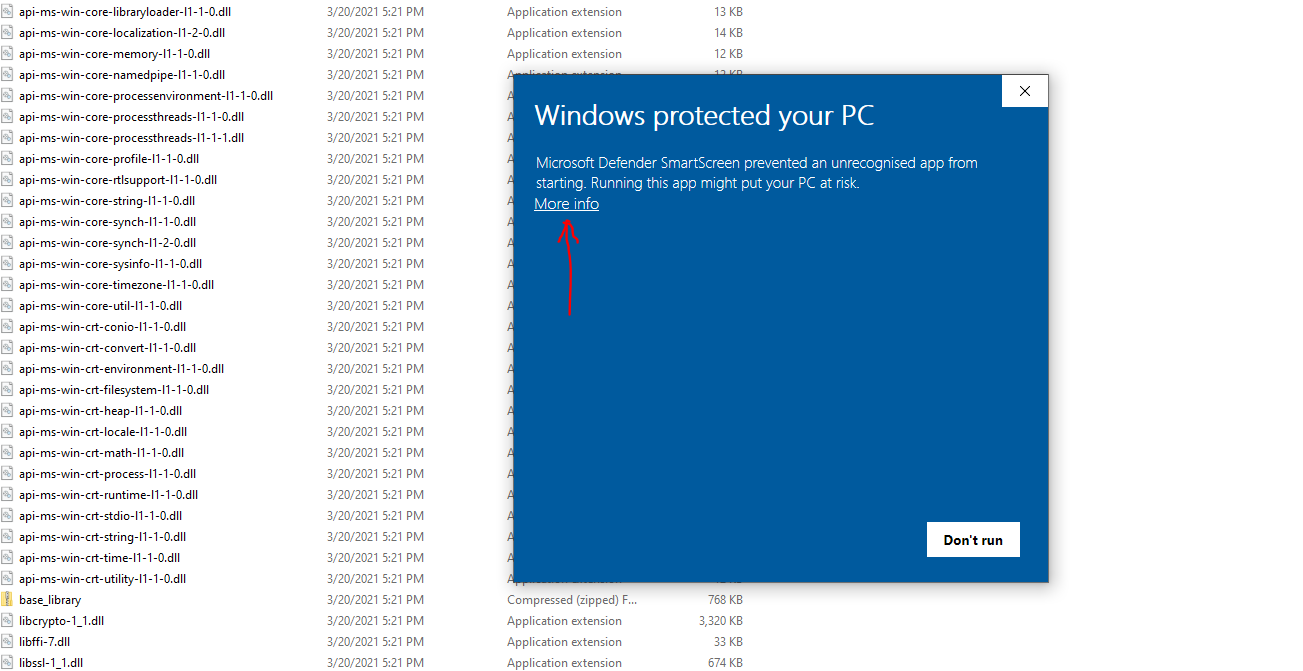 api-ms-win-core-libraryloader-l1-1-0.dll 3/20/2021 5:21 PM Application extension 13 KB
api-ms-win-core-localization-l1-2-0.dll 3/20/2021 5:21 PM Application extension 14 KB
api-ms-win-core-memory-l1-1-0.dll 3/20/2021 5:21 PM Application extension 12 KB
api-ms-win-core-namedpipe-l1-1-0.dll 3/20/2021 5:21 PM Application extension 12 KB
api-ms-win-core-processenvironment-l1-1-0.dll 3/20/2021 5:21 PM A
api-ms-win-core-processthreads-l1-1-0.dll 3/20/2021 5:21 PM A
api-ms-win-core-processthreads-l1-1-1.dll 3/20/2021 5:21 PM A
api-ms-win-core-profile-l1-1-0.dll 3/20/2021 5:21 PM A
api-ms-win-core-rtlsupport-l1-1-0.dll 3/20/2021 5:21 PM A
api-ms-win-core-string-l1-1-0.dll 3/20/2021 5:21 PM A
api-ms-win-core-synch-l1-1-0.dll 3/20/2021 5:21 PM A
api-ms-win-core-synch-l1-2-0.dll 3/20/2021 5:21 PM A
api-ms-win-core-sysinfo-l1-1-0.dll 3/20/2021 5:21 PM A
api-ms-win-core-timezone-l1-1-0.dll 3/20/2021 5:21 PM A
api-ms-win-core-util-l1-1-0.dll 3/20/2021 5:21 PM A
api-ms-win-crt-conio-l1-1-0.dll 3/20/2021 5:21 PM A
api-ms-win-crt-convert-l1-1-0.dll 3/20/2021 5:21 PM A
api-ms-win-crt-environment-l1-1-0.dll 3/20/2021 5:21 PM A
api-ms-win-crt-filesystem-l1-1-0.dll 3/20/2021 5:21 PM A
api-ms-win-crt-heap-l1-1-0.dll 3/20/2021 5:21 PM A
api-ms-win-crt-locale-l1-1-0.dll 3/20/2021 5:21 PM A
api-ms-win-crt-math-l1-1-0.dll 3/20/2021 5:21 PM A
api-ms-win-crt-process-l1-1-0.dll 3/20/2021 5:21 PM A
api-ms-win-crt-runtime-l1-1-0.dll 3/20/2021 5:21 PM A
api-ms-win-crt-stdio-l1-1-0.dll 3/20/2021 5:21 PM A
api-ms-win-crt-string-l1-1-0.dll 3/20/2021 5:21 PM A
api-ms-win-crt-time-l1-1-0.dll 3/20/2021 5:21 PM A
api-ms-win-crt-utility-l1-1-0.dll 3/20/2021 5:21 PM Application extension
base_library 3/20/2021 5:21 PM Compressed (zipped) F... 768 KB
libcrypto-1_1.dll 3/20/2021 5:21 PM Application extension 3,320 KB
libffi-7.dll 3/20/2021 5:21 PM Application extension 33 KB
libssl-1_1.dll 3/20/2021 5:21 PM Application extension 674 KB
Windows protected your PC
Microsoft Defender SmartScreen prevented an unrecognised app from
starting. Running this app might put your PC at risk.
More info
Don't run